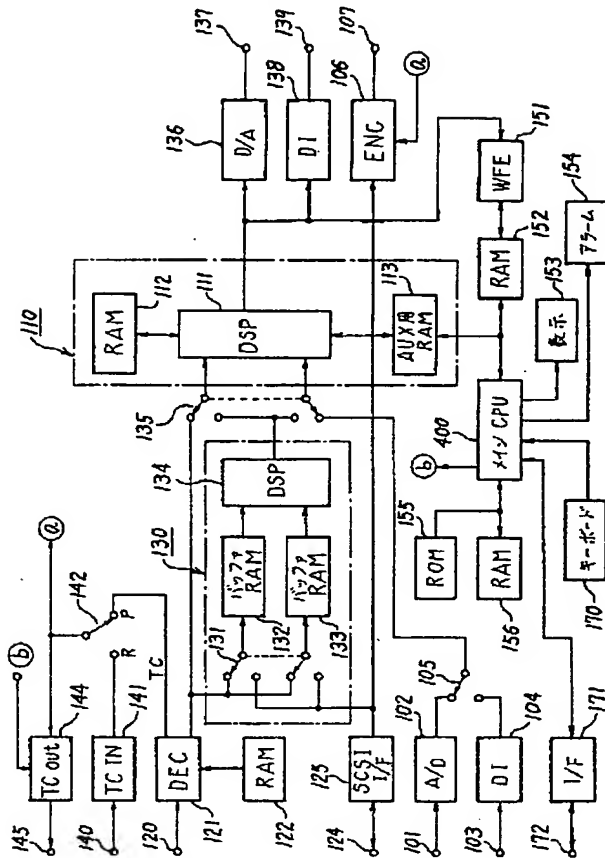 137
139
107
136
D/A
138
DI
106
ENC
ⓐ
151
WFE
154
アラーム
152
RAM
153
表示
110
112
RAM
111
DSP
113
AUX用
RAM
135
400
メインCPU
ⓑ
134
DSP
130
155
ROM
156
RAM
170
キーボード
132
バッファ
RAM
133
バッファ
RAM
131
ⓐ
142
P
R
TC
105
ⓑ
144
TC out
141
TC IN
121
DEC
122
RAM
125
SCSI
I/F
102
A/D
104
DI
171
I/F
145
140
120
124
101
103
172